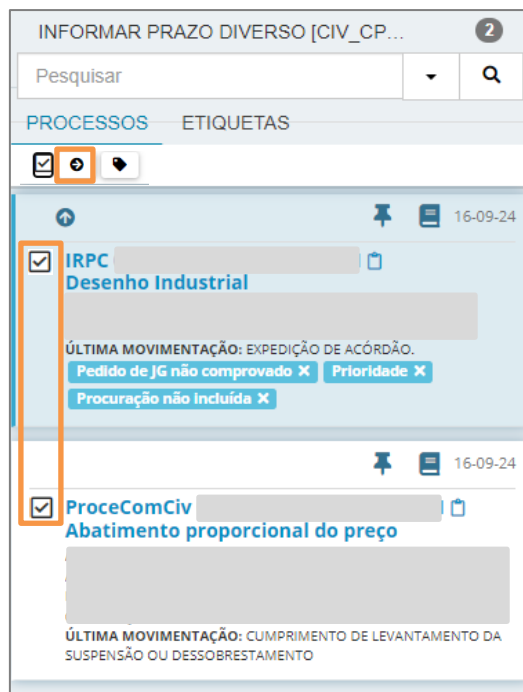 INFORMAR PRAZO DIVERSO [CIV_CP... 2
Pesquisar
PROCESSOS ETIQUETAS
16-09-24
IRPC
Desenho Industrial
ÚLTIMA MOVIMENTAÇÃO: EXPEDIÇÃO DE ACÓRDÃO.
Pedido de JG não comprovado X Prioridade X
Procuração não incluída X
16-09-24
ProceComCiv
Abatimento proporcional do preço
ÚLTIMA MOVIMENTAÇÃO: CUMPRIMENTO DE LEVANTAMENTO DA
SUSPENSÃO OU DESSOBRESTAMENTO